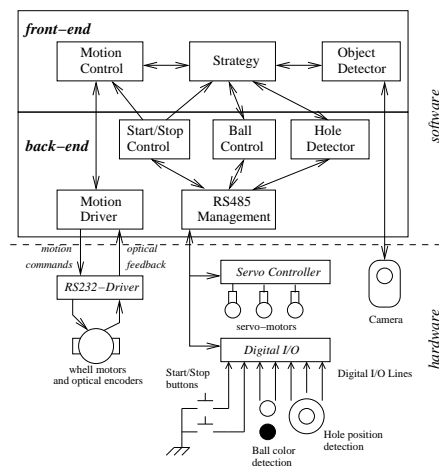 front−end
Motion
Control
Strategy
Object
Detector
software
back−end
Start/Stop
Control
Ball
Control
Hole
Detector
Motion
Driver
RS485
Management
motion
commands
optical
feedback
hardware
RS232−Driver
Servo Controller
servo−motors
Camera
whell motors
and optical encoders
Digital I/O
Start/Stop
buttons
Digital I/O Lines
Ball color
detection
Hole position
detection